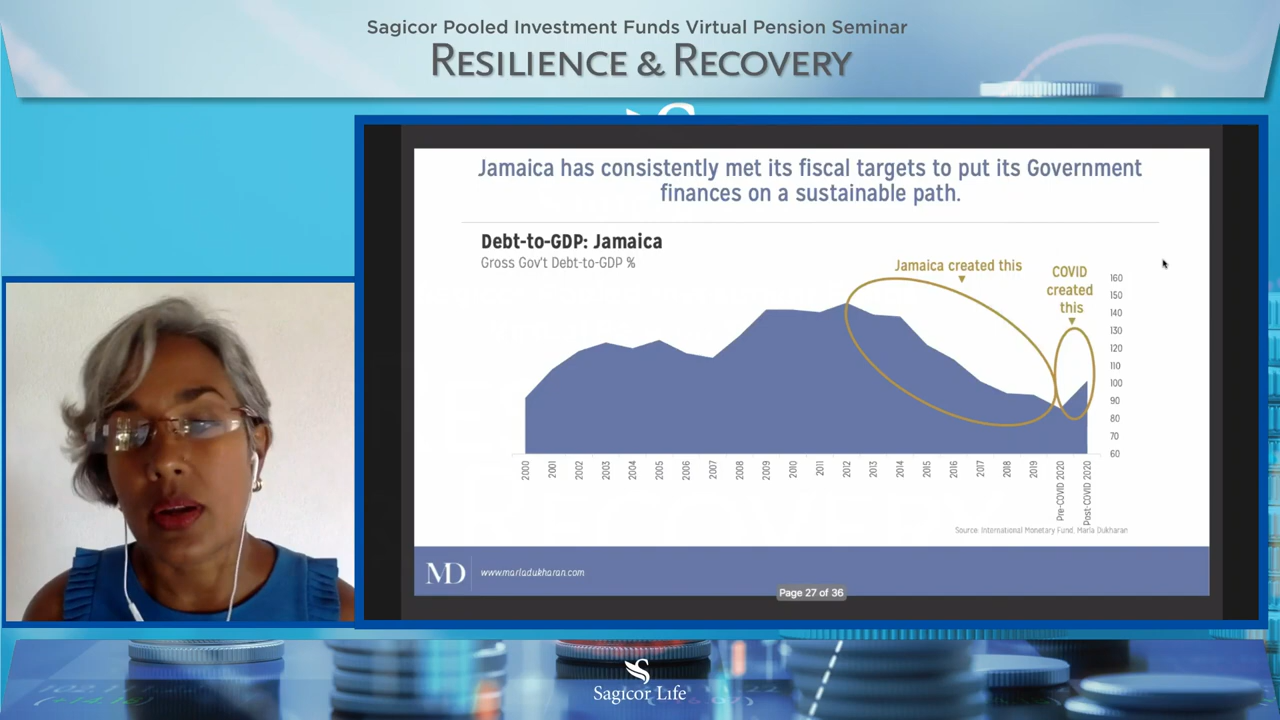 Sagicor Pooled Investment Funds Virtual Pension Seminar
RESILIENCE & RECOVERY
Jamaica has consistently met its fiscal targets to put its Government
finances on a sustainable path.
Debt-to-GDP: Jamaica
Gross Gov't Debt-to-GDP %
Jamaica created this
COVID
created
this
160
150
140
130
120
110
100
90
80
70
60
2000
2001
2002
2003
2004
2005
2006
2007
2008
2009
2010
2011
2012
2013
2014
2015
2016
2017
2018
2019
Pre-COVID 2020
Post-COVID 2020
Source: International Monetary Fund, Marla Dukharan
MD
www.marladukharan.com
Page 27 of 36
Sagicor Life